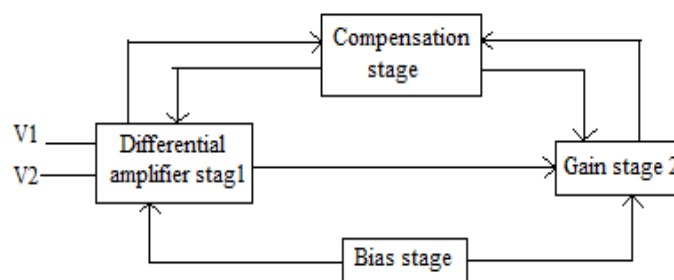 Compensation
stage
V1
V2
Differential
amplifier stag1
Gain stage 2
Bias stage